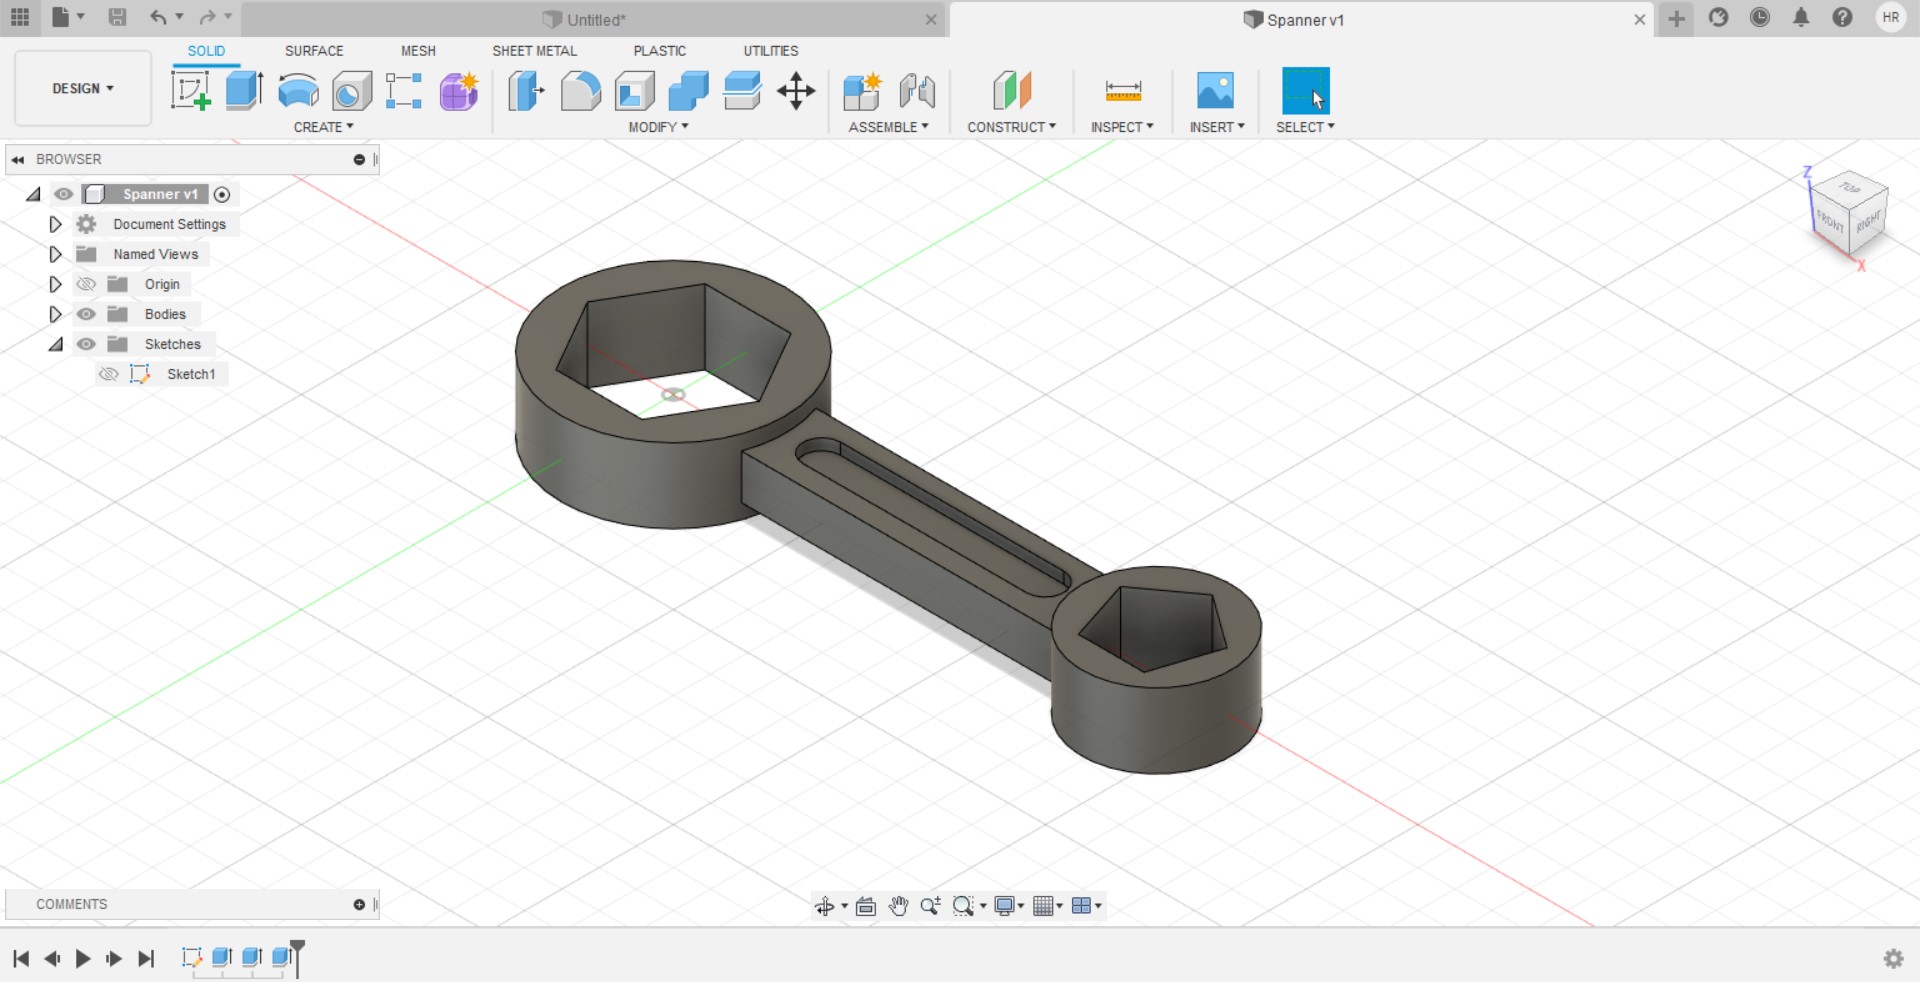 Untitled*
Spanner v1
HR
DESIGN
SOLID SURFACE MESH SHEET METAL PLASTIC UTILITIES
CREATE MODIFY ASSEMBLE CONSTRUCT INSPECT INSERT SELECT
BROWSER
Spanner v1
Document Settings
Named Views
Origin
Bodies
Sketches
Sketch1
Z
TOP
FRONT
RIGHT
X
COMMENTS